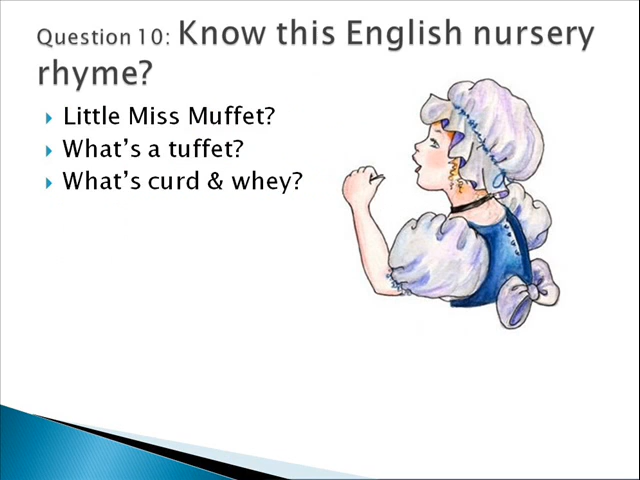 Question 10: Know this English nursery
rhyme?
Little Miss Muffet?
What's a tuffet?
What's curd & whey?